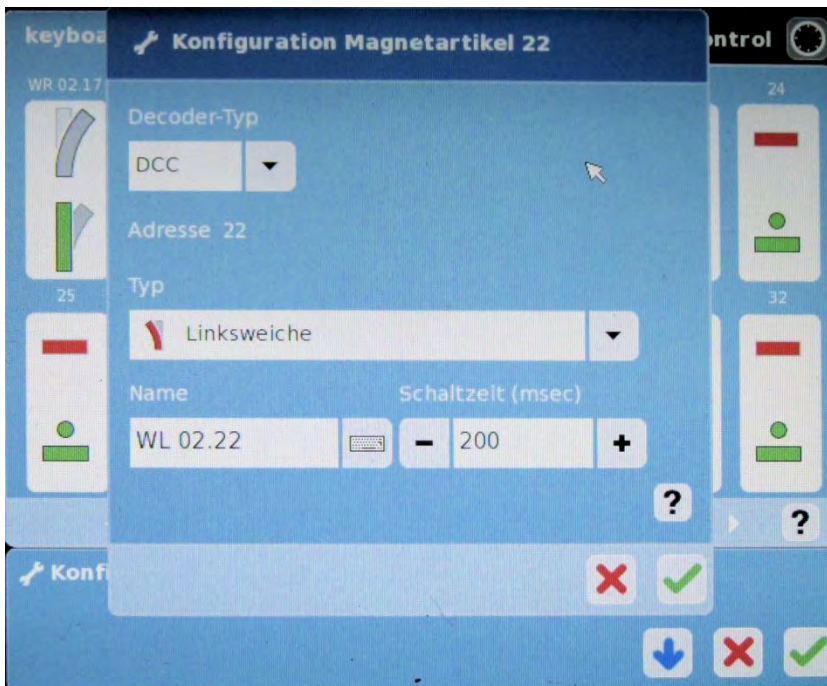 keyboa
Konfiguration Magnetartikel 22
ontrol
WR 02.17
24
Decoder-Typ
DCC
Adresse 22
25
Typ
32
Linksweiche
Name
Schaltzeit (msec)
WL 02.22
-
200
+
?
?
Konfi